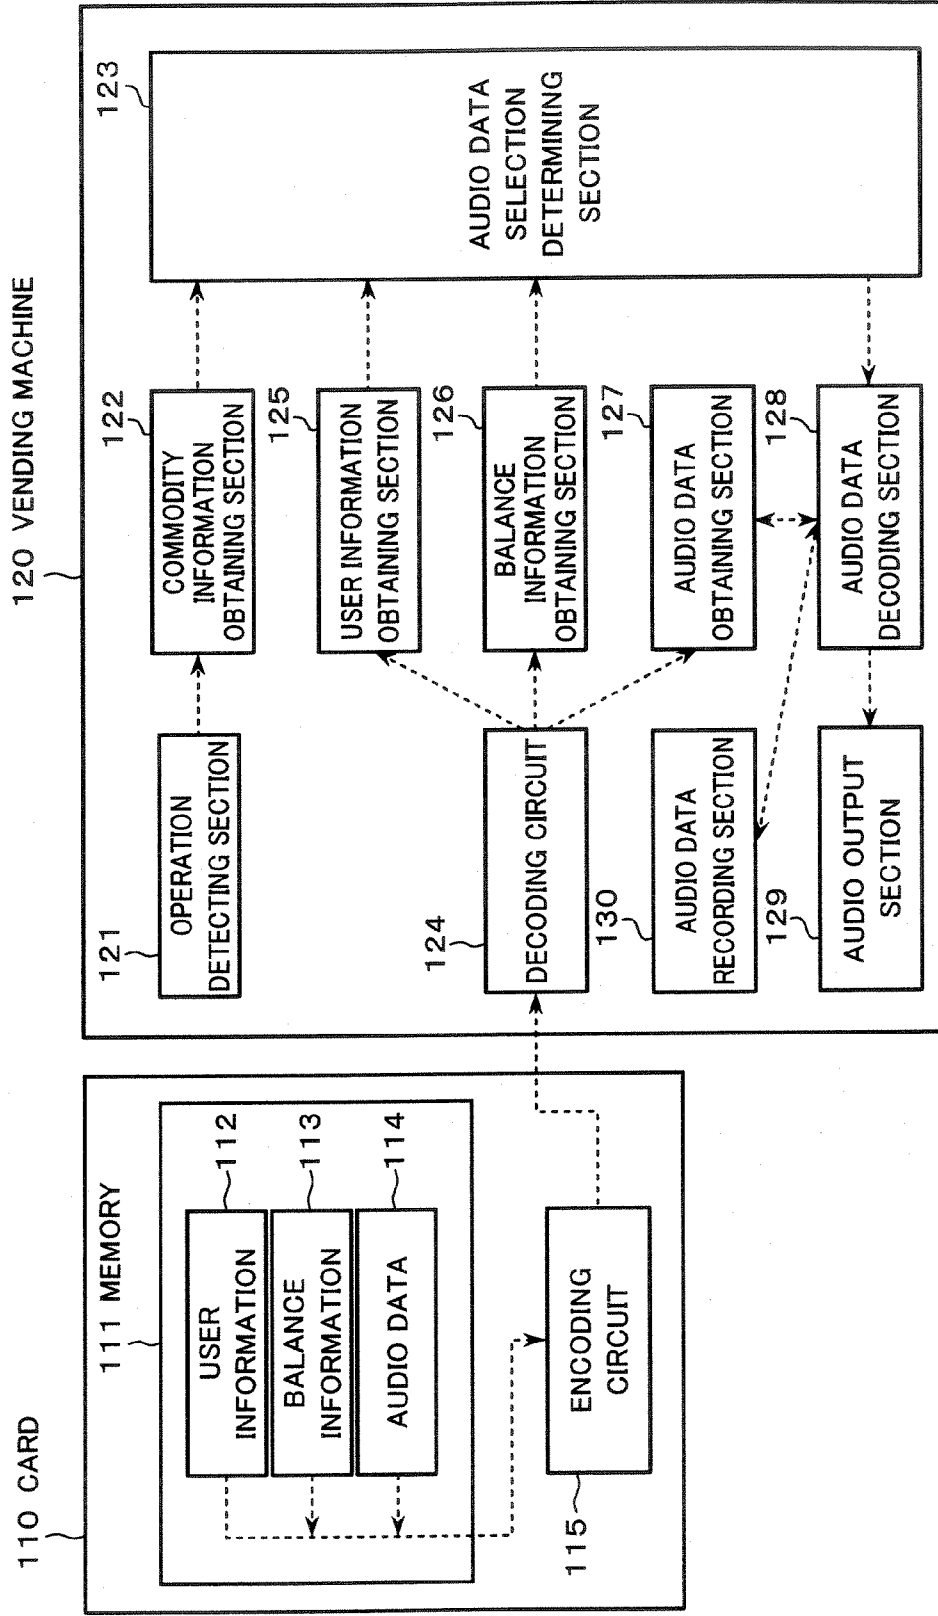 110 CARD
111 MEMORY
USER
INFORMATION
112
BALANCE
INFORMATION
113
AUDIO DATA
114
ENCODING
CIRCUIT
115
120 VENDING MACHINE
OPERATION
DETECTING SECTION
121
COMMODITY
INFORMATION
OBTAINING SECTION
122
AUDIO DATA
SELECTION
DETERMINING
SECTION
123
DECODING CIRCUIT
124
USER INFORMATION
OBTAINING SECTION
125
BALANCE
INFORMATION
OBTAINING SECTION
126
AUDIO DATA
OBTAINING SECTION
127
AUDIO DATA
DECODING SECTION
128
AUDIO OUTPUT
SECTION
129
AUDIO DATA
RECORDING SECTION
130